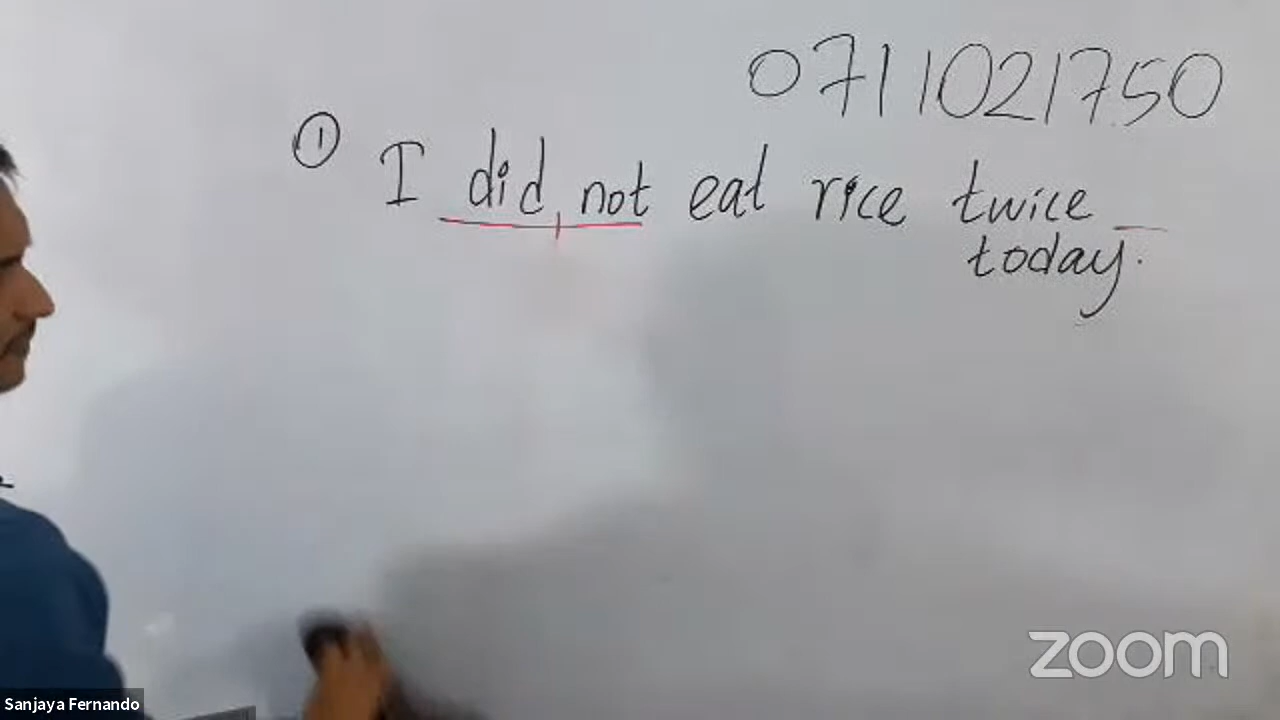 0711021750
① I did not eat rice twice
today.
zoom
Sanjaya Fernando